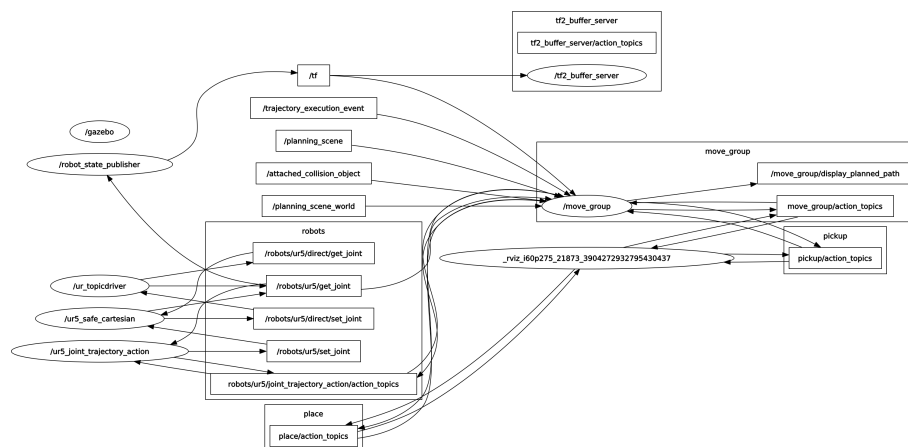 tf2_buffer_server
tf2_buffer_server/action_topics
/tf
/tf2_buffer_server
/trajectory_execution_event
/gazebo
/planning_scene
move_group
/robot_state_publisher
/attached_collision_object
/move_group/display_planned_path
/planning_scene_world
/move_group
move_group/action_topics
robots
pickup
/robots/ur5/direct/get_joint
_rviz_i60p275_21873_3904272932795430437
pickup/action_topics
/ur_topicdriver
/robots/ur5/get_joint
/ur5_safe_cartesian
/robots/ur5/direct/set_joint
/ur5_joint_trajectory_action
/robots/ur5/set_joint
robots/ur5/joint_trajectory_action/action_topics
place
place/action_topics